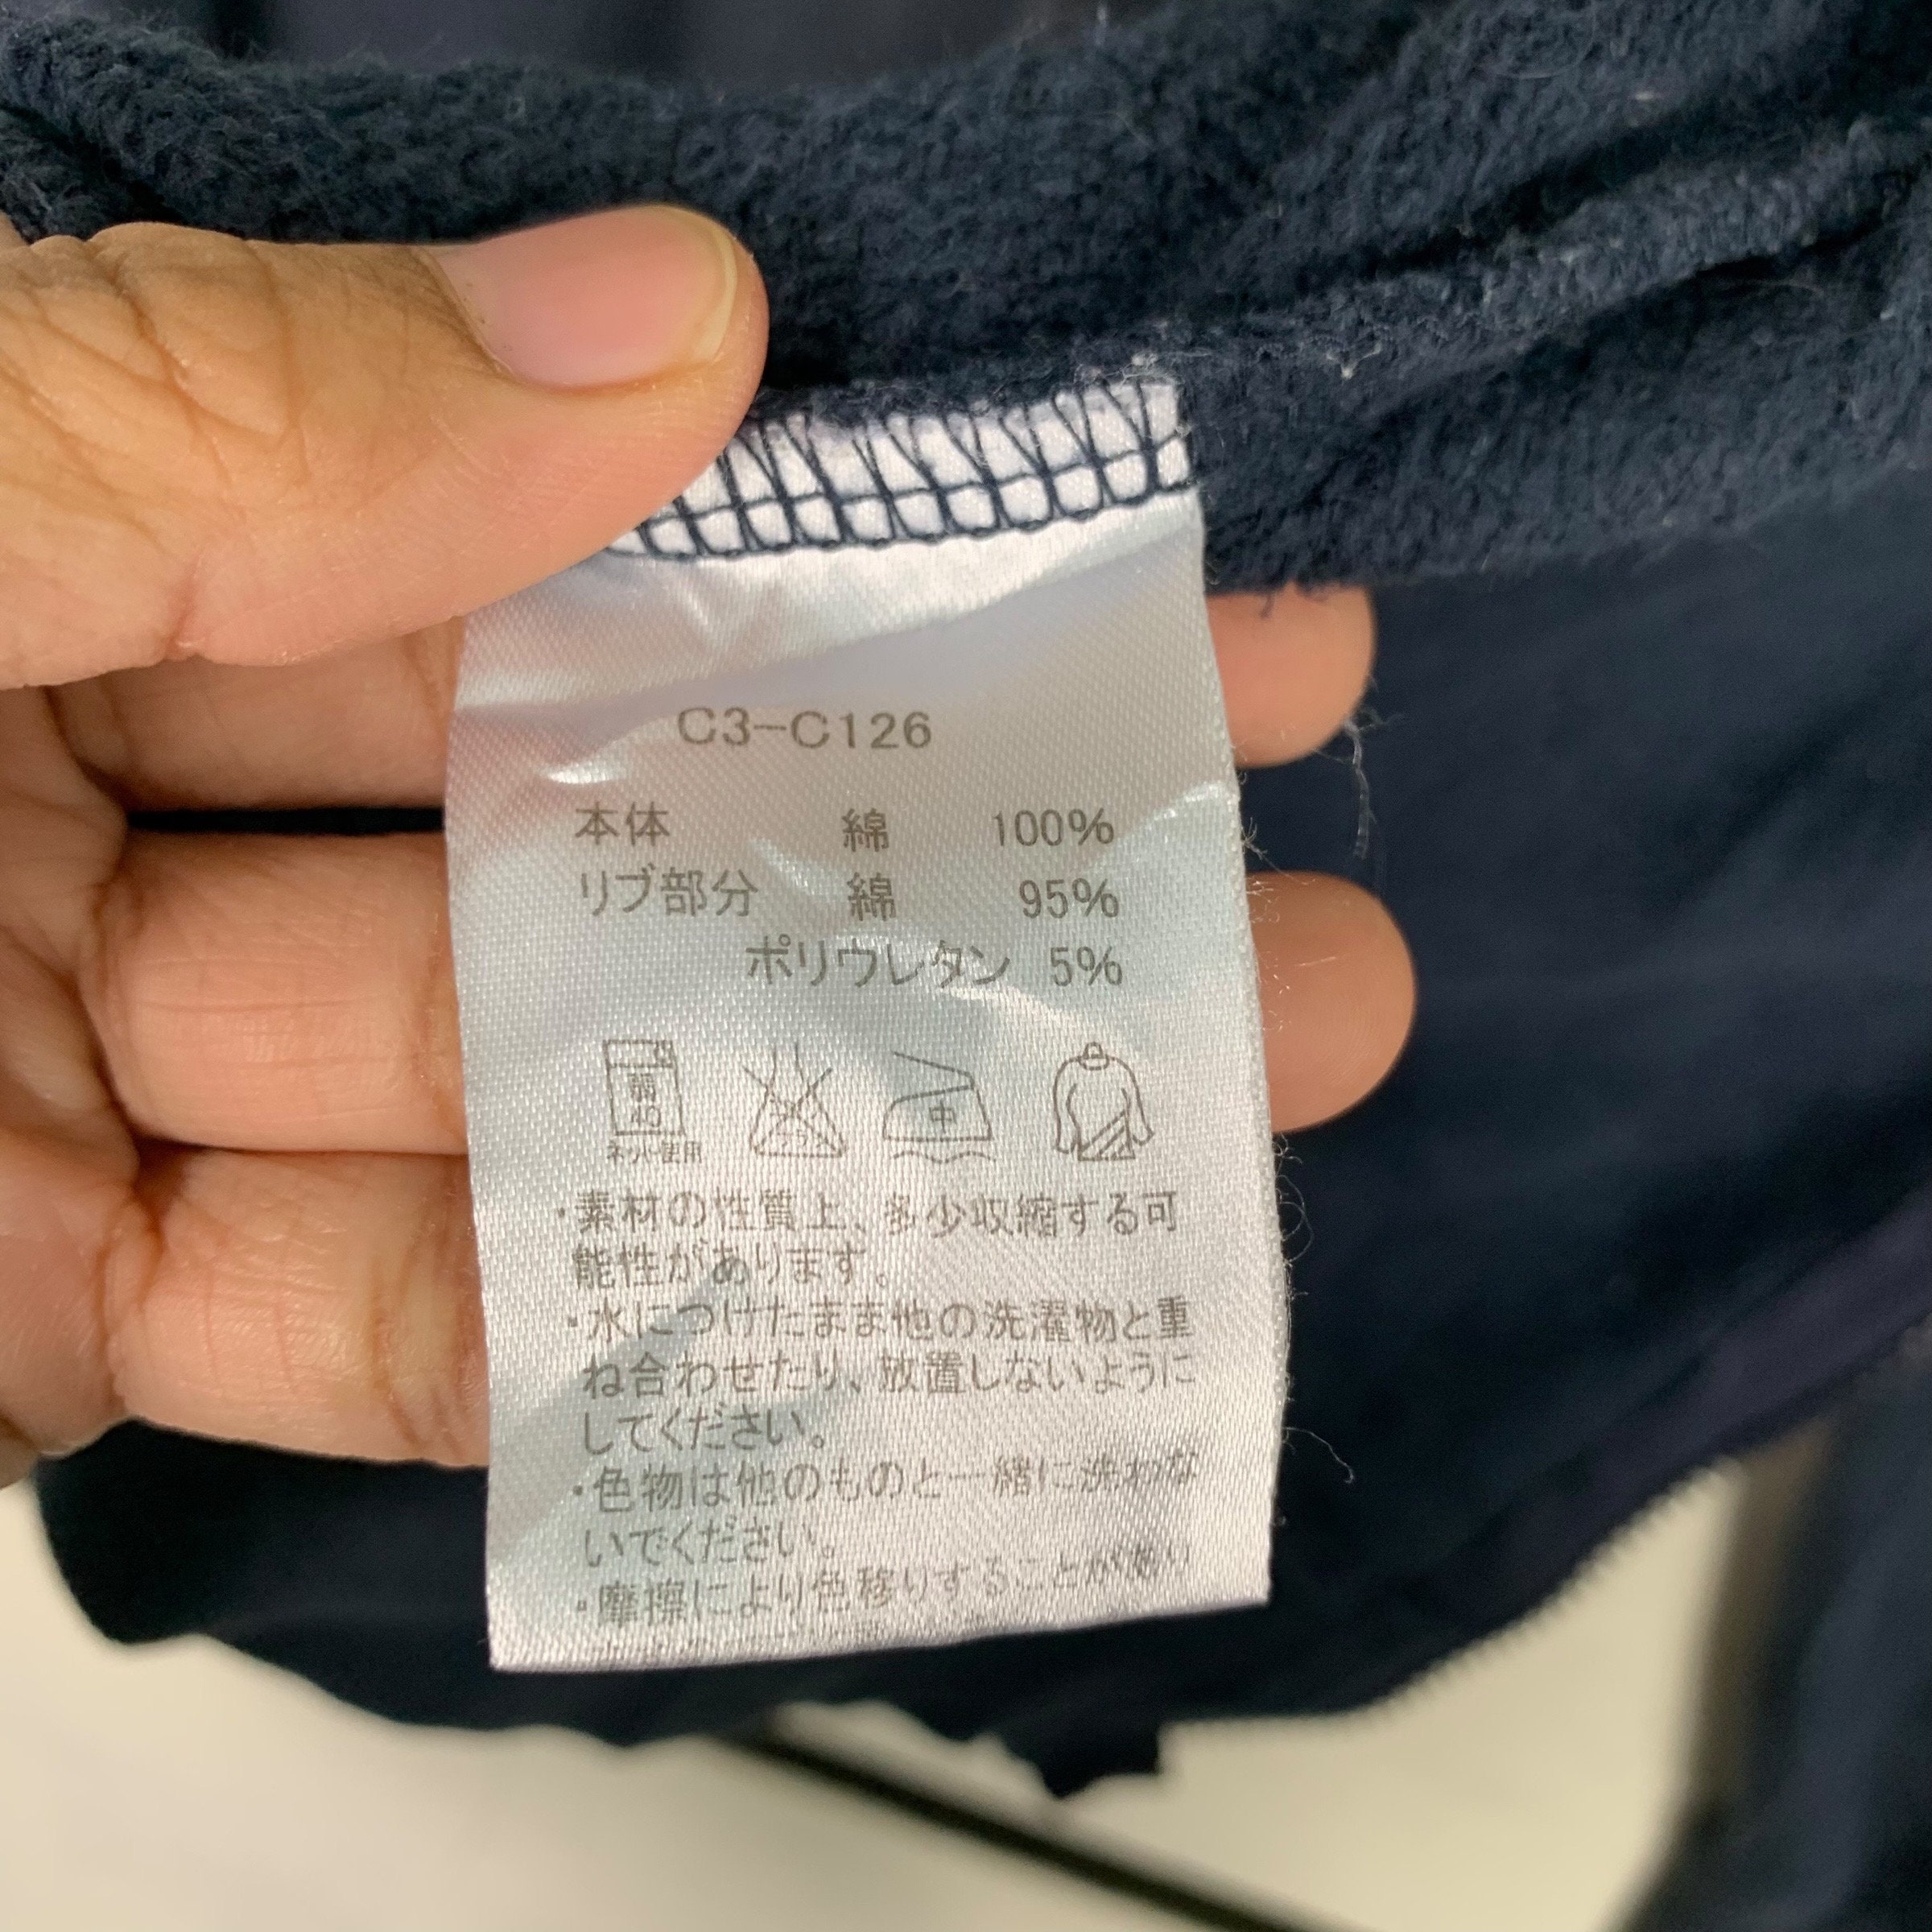 C3-C126
本体 綿 100%
リブ部分 綿 95%
ポリウレタン 5%
弱
40
中
ネット使用
・素材の性質上、多少収縮する可
能性があります。
・水につけたまま他の洗濯物と重
ね合わせたり、放置しないように
してください。
・色物は他のものと一緒に洗わな
いでください。
・摩擦により色移りすることがあり